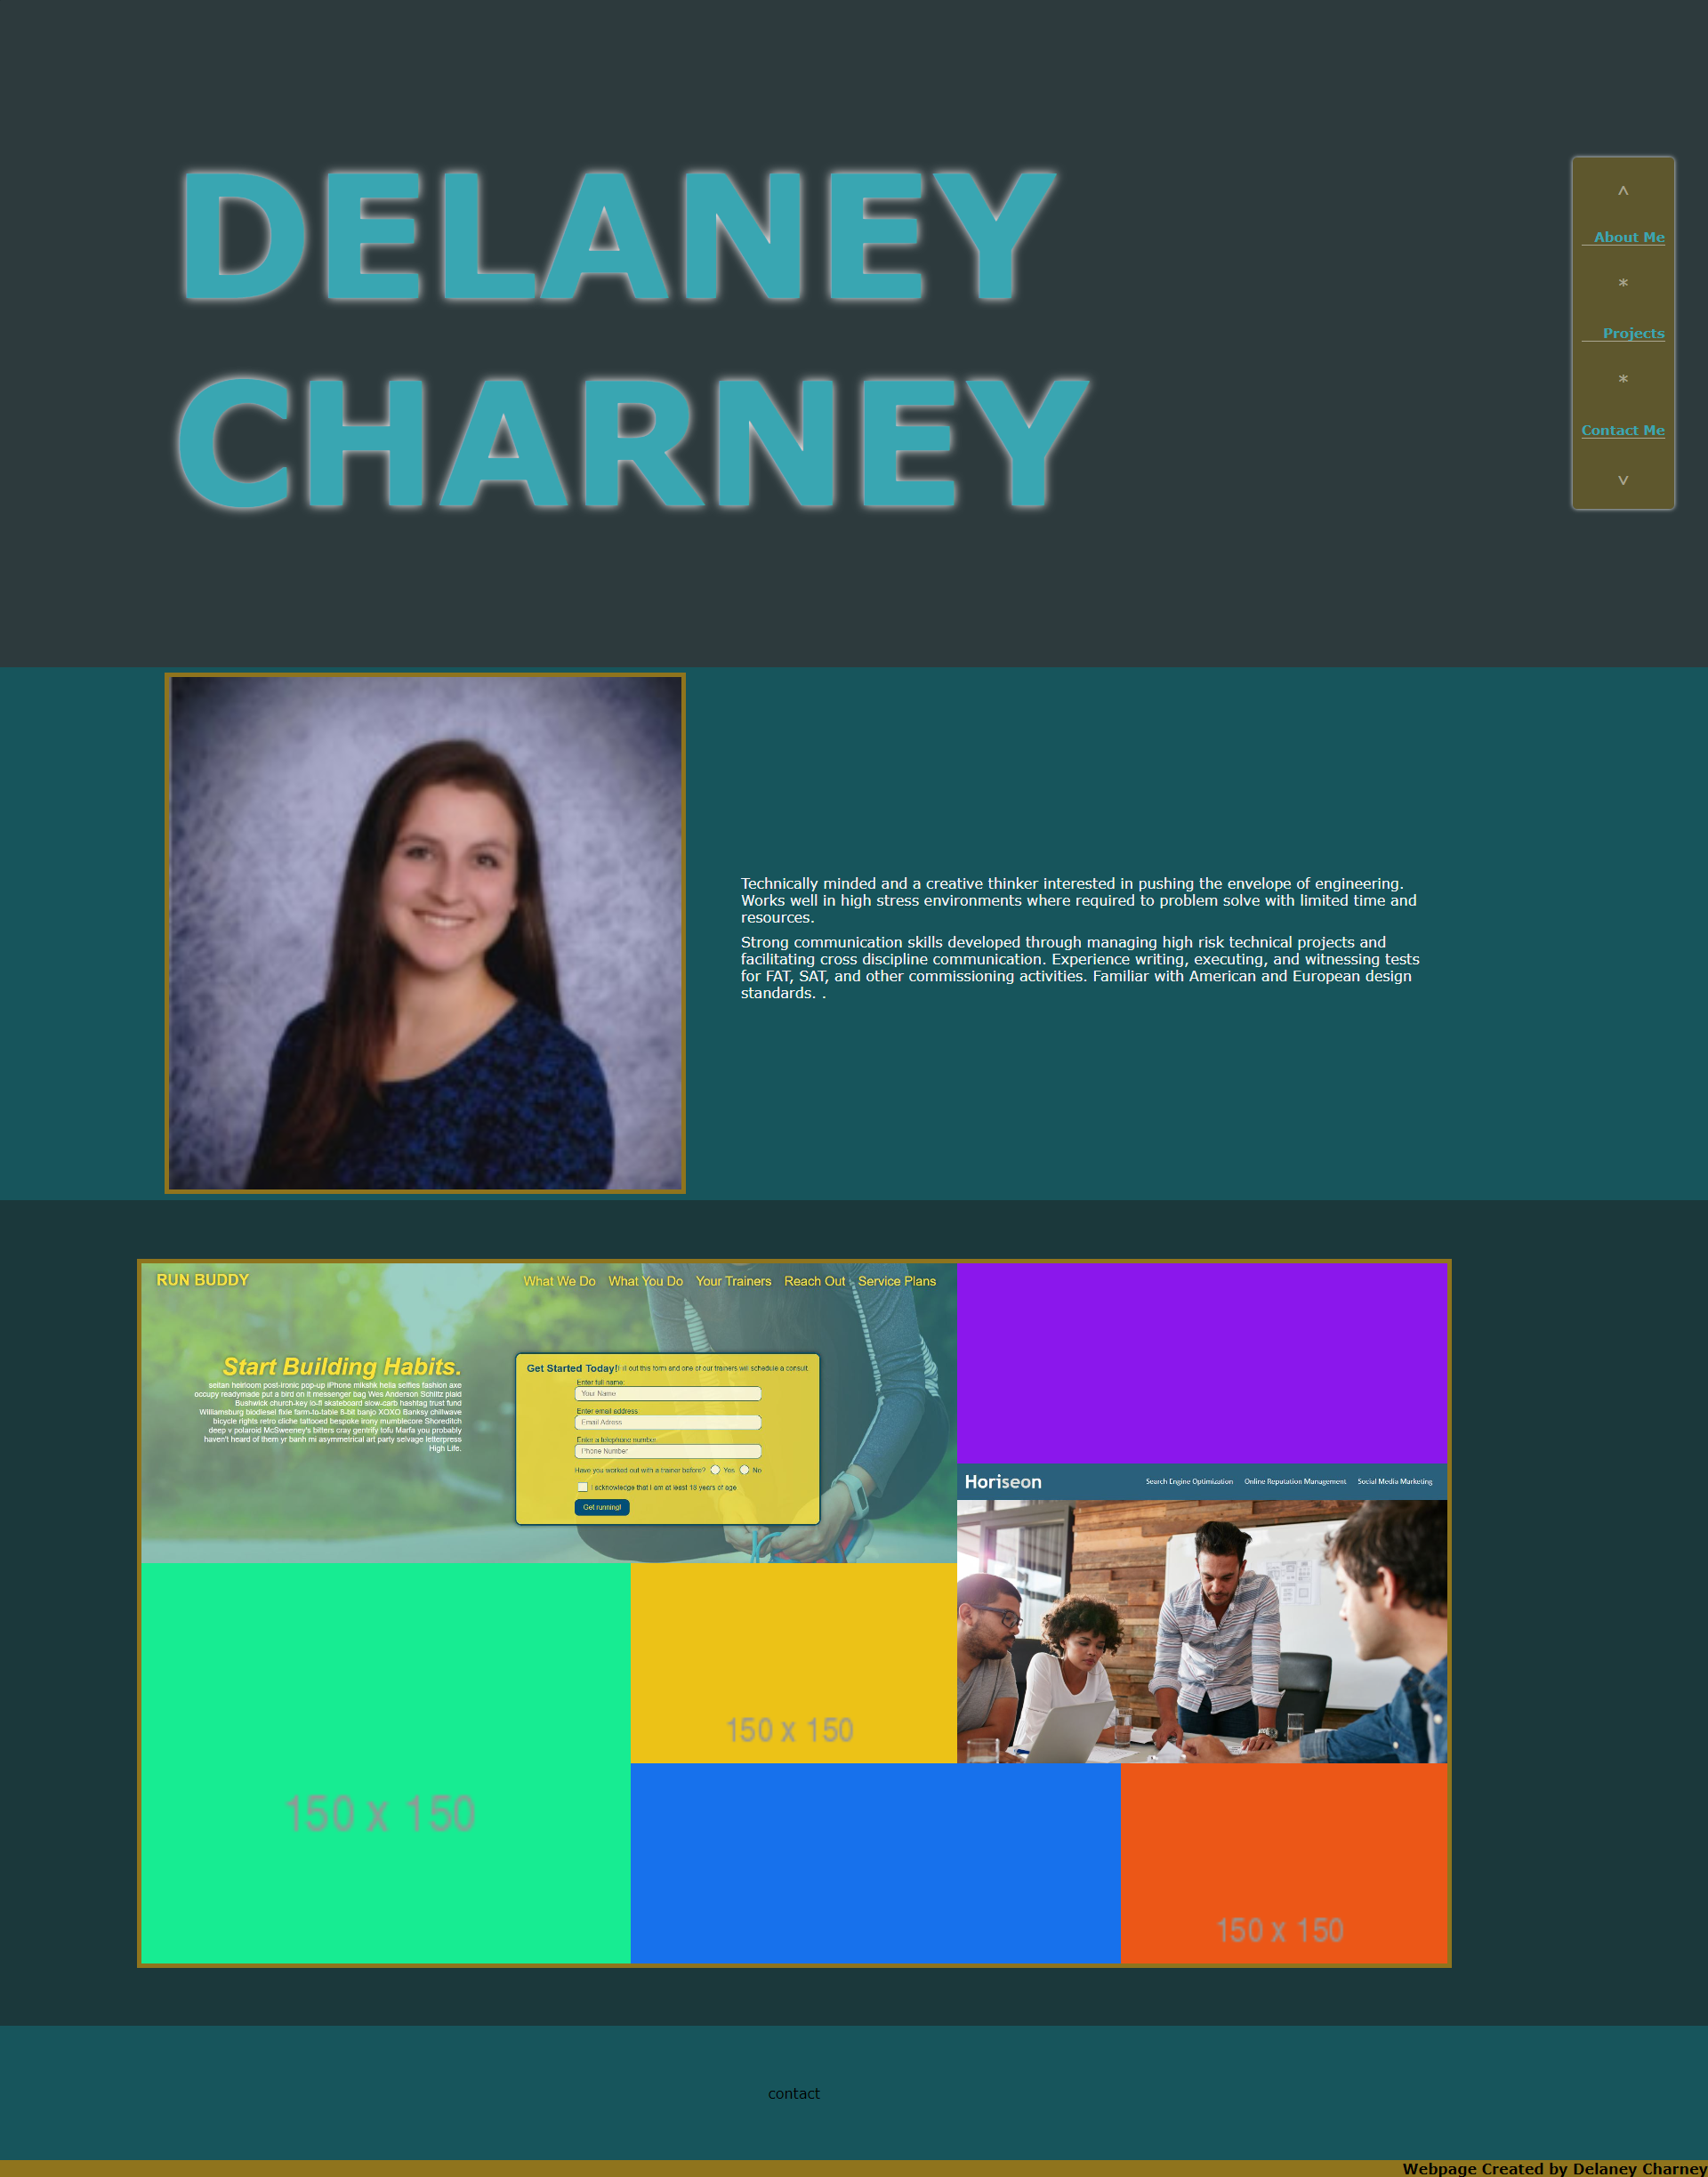 DELANEY
CHARNEY
^
About Me
*
Projects
*
Contact Me
v
Technically minded and a creative thinker interested in pushing the envelope of engineering.
Works well in high stress environments where required to problem solve with limited time and
resources.
Strong communication skills developed through managing high risk technical projects and
facilitating cross discipline communication. Experience writing, executing, and witnessing tests
for FAT, SAT, and other commissioning activities. Familiar with American and European design
standards. .
RUN BUDDY
What We Do What You Do Your Trainers Reach Out Service Plans
Start Building Habits.
seitan heirloom post-ironic pop-up iPhone mlkshk hella selfies fashion axe
occupy readymade put a bird on it messenger bag Wes Anderson Schlitz plaid
Bushwick church-key lo-fi skateboard slow-carb hashtag trust fund
Williamsburg biodiesel fixie farm-to-table 8-bit banjo XOXO Banksy chillwave
bicycle rights retro cliche tattooed bespoke irony mumblecore Shoreditch
deep v polaroid McSweeney's bitters cray gentrify tofu Marfa you probably
haven't heard of them yr banh mi asymmetrical art party selvage letterpress
High Life.
Get Started Today! Fill out this form and one of our trainers will schedule a consult.
Enter full name:
Your Name
Enter email address
Email Adress
Enter a telephone number
Phone Number
Have you worked out with a trainer before? Yes No
I acknowledge that I am at least 18 years of age
Get running!
Horiseon
Search Engine Optimization Online Reputation Management Social Media Marketing
150 x 150
150 x 150
150 x 150
contact
Webpage Created by Delaney Charney